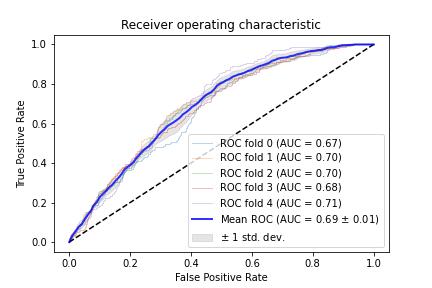 Receiver operating characteristic
1.0
0.8
0.6
0.4
0.2
0.0
True Positive Rate
ROC fold 0 (AUC = 0.67)
ROC fold 1 (AUC = 0.70)
ROC fold 2 (AUC = 0.70)
ROC fold 3 (AUC = 0.68)
ROC fold 4 (AUC = 0.71)
Mean ROC (AUC = 0.69 ± 0.01)
± 1 std. dev.
0.0 0.2 0.4 0.6 0.8 1.0
False Positive Rate